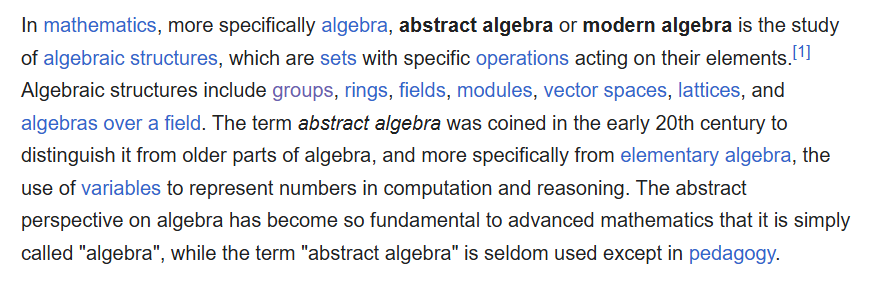 In mathematics, more specifically algebra, abstract algebra or modern algebra is the study
of algebraic structures, which are sets with specific operations acting on their elements.[1]
Algebraic structures include groups, rings, fields, modules, vector spaces, lattices, and
algebras over a field. The term abstract algebra was coined in the early 20th century to
distinguish it from older parts of algebra, and more specifically from elementary algebra, the
use of variables to represent numbers in computation and reasoning. The abstract
perspective on algebra has become so fundamental to advanced mathematics that it is simply
called "algebra", while the term "abstract algebra" is seldom used except in pedagogy.